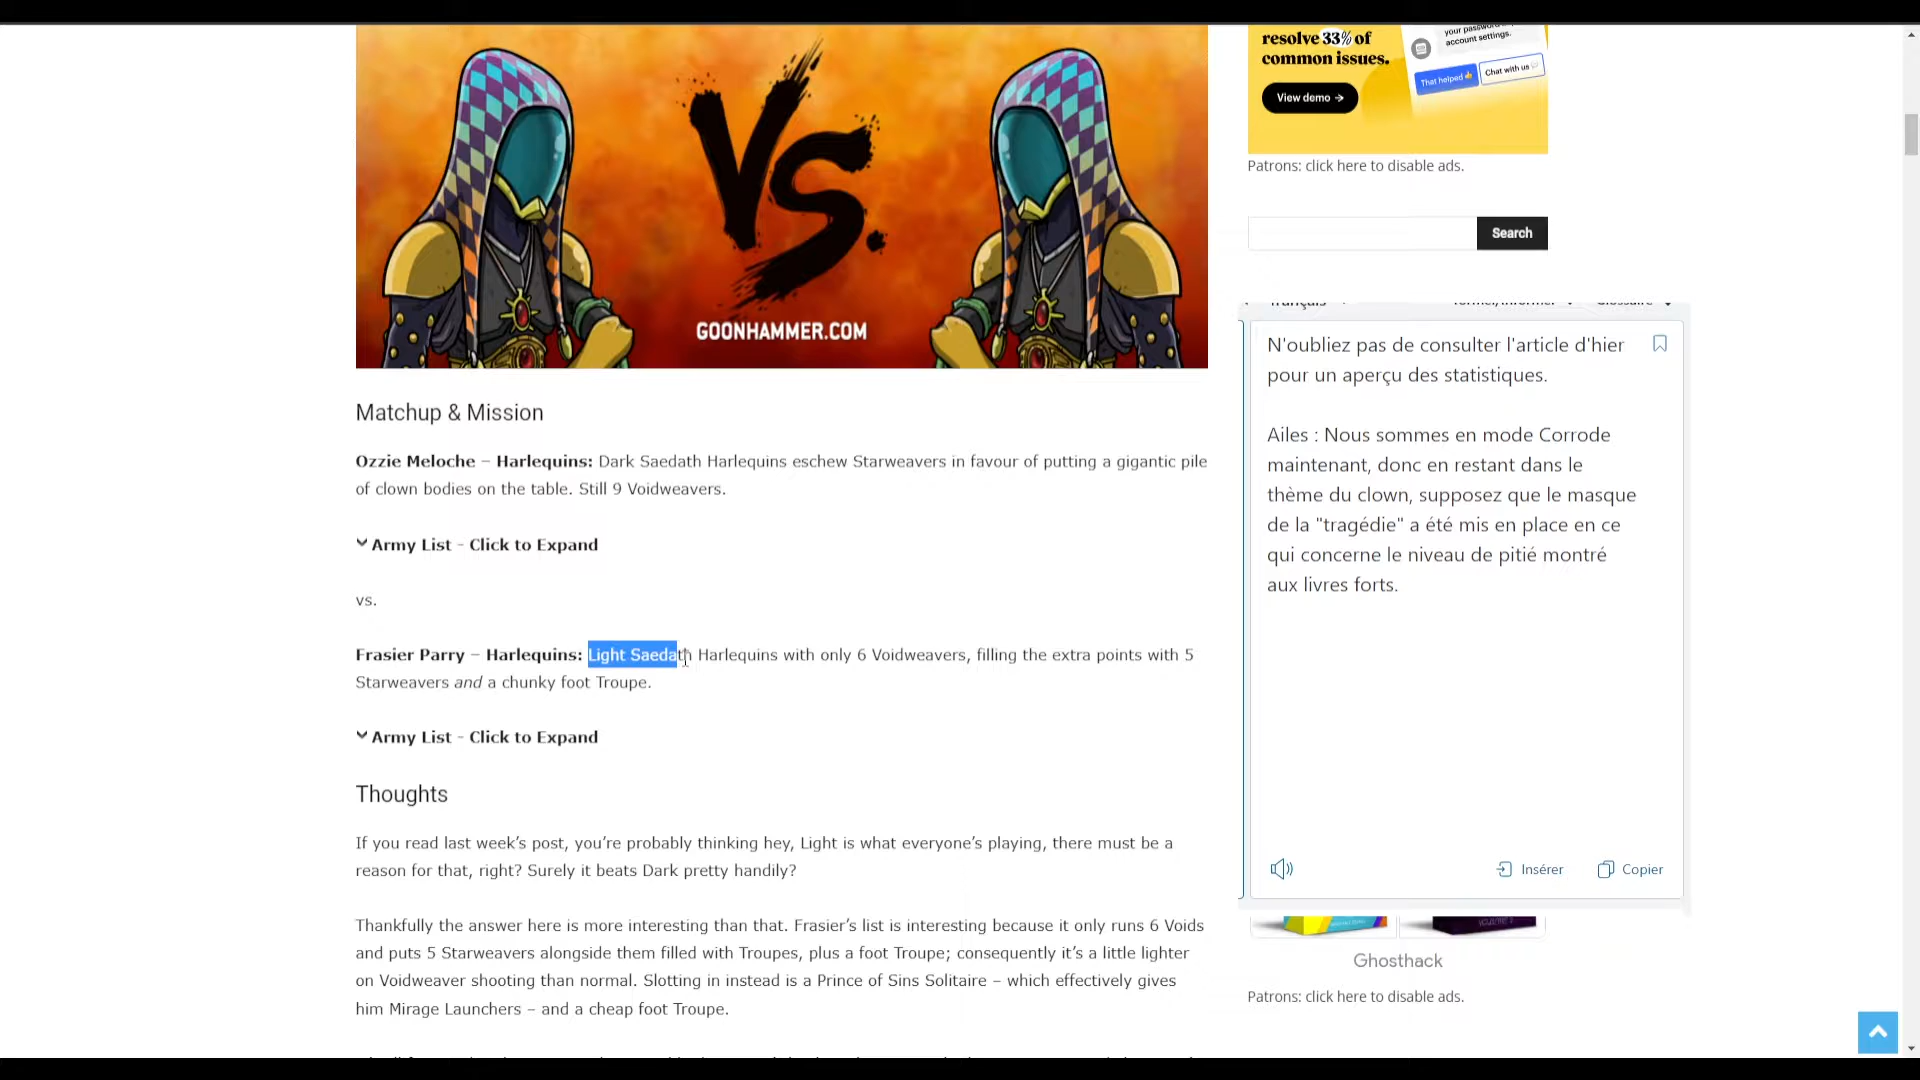 VS.
GOONHAMMER.COM
Matchup & Mission
Ozzie Meloche – Harlequins: Dark Saedath Harlequins eschew Starweavers in favour of putting a gigantic pile
of clown bodies on the table. Still 9 Voidweavers.
Army List - Click to Expand
vs.
Frasier Parry – Harlequins: Light Saedath Harlequins with only 6 Voidweavers, filling the extra points with 5
Starweavers and a chunky foot Troupe.
Army List - Click to Expand
Thoughts
If you read last week's post, you're probably thinking hey, Light is what everyone's playing, there must be a
reason for that, right? Surely it beats Dark pretty handily?
Thankfully the answer here is more interesting than that. Frasier's list is interesting because it only runs 6 Voids
and puts 5 Starweavers alongside them filled with Troupes, plus a foot Troupe; consequently it's a little lighter
on Voidweaver shooting than normal. Slotting in instead is a Prince of Sins Solitaire – which effectively gives
him Mirage Launchers – and a cheap foot Troupe.
resolve 33% of
common issues.
View demo →
your password
account settings.
That helped
Chat with us
Patrons: click here to disable ads.
Search
français
formel/informel
Glossaire
N'oubliez pas de consulter l'article d'hier
pour un aperçu des statistiques.
Ailes : Nous sommes en mode Corrode
maintenant, donc en restant dans le
thème du clown, supposez que le masque
de la "tragédie" a été mis en place en ce
qui concerne le niveau de pitié montré
aux livres forts.
Insérer
Copier
Ghosthack
Patrons: click here to disable ads.